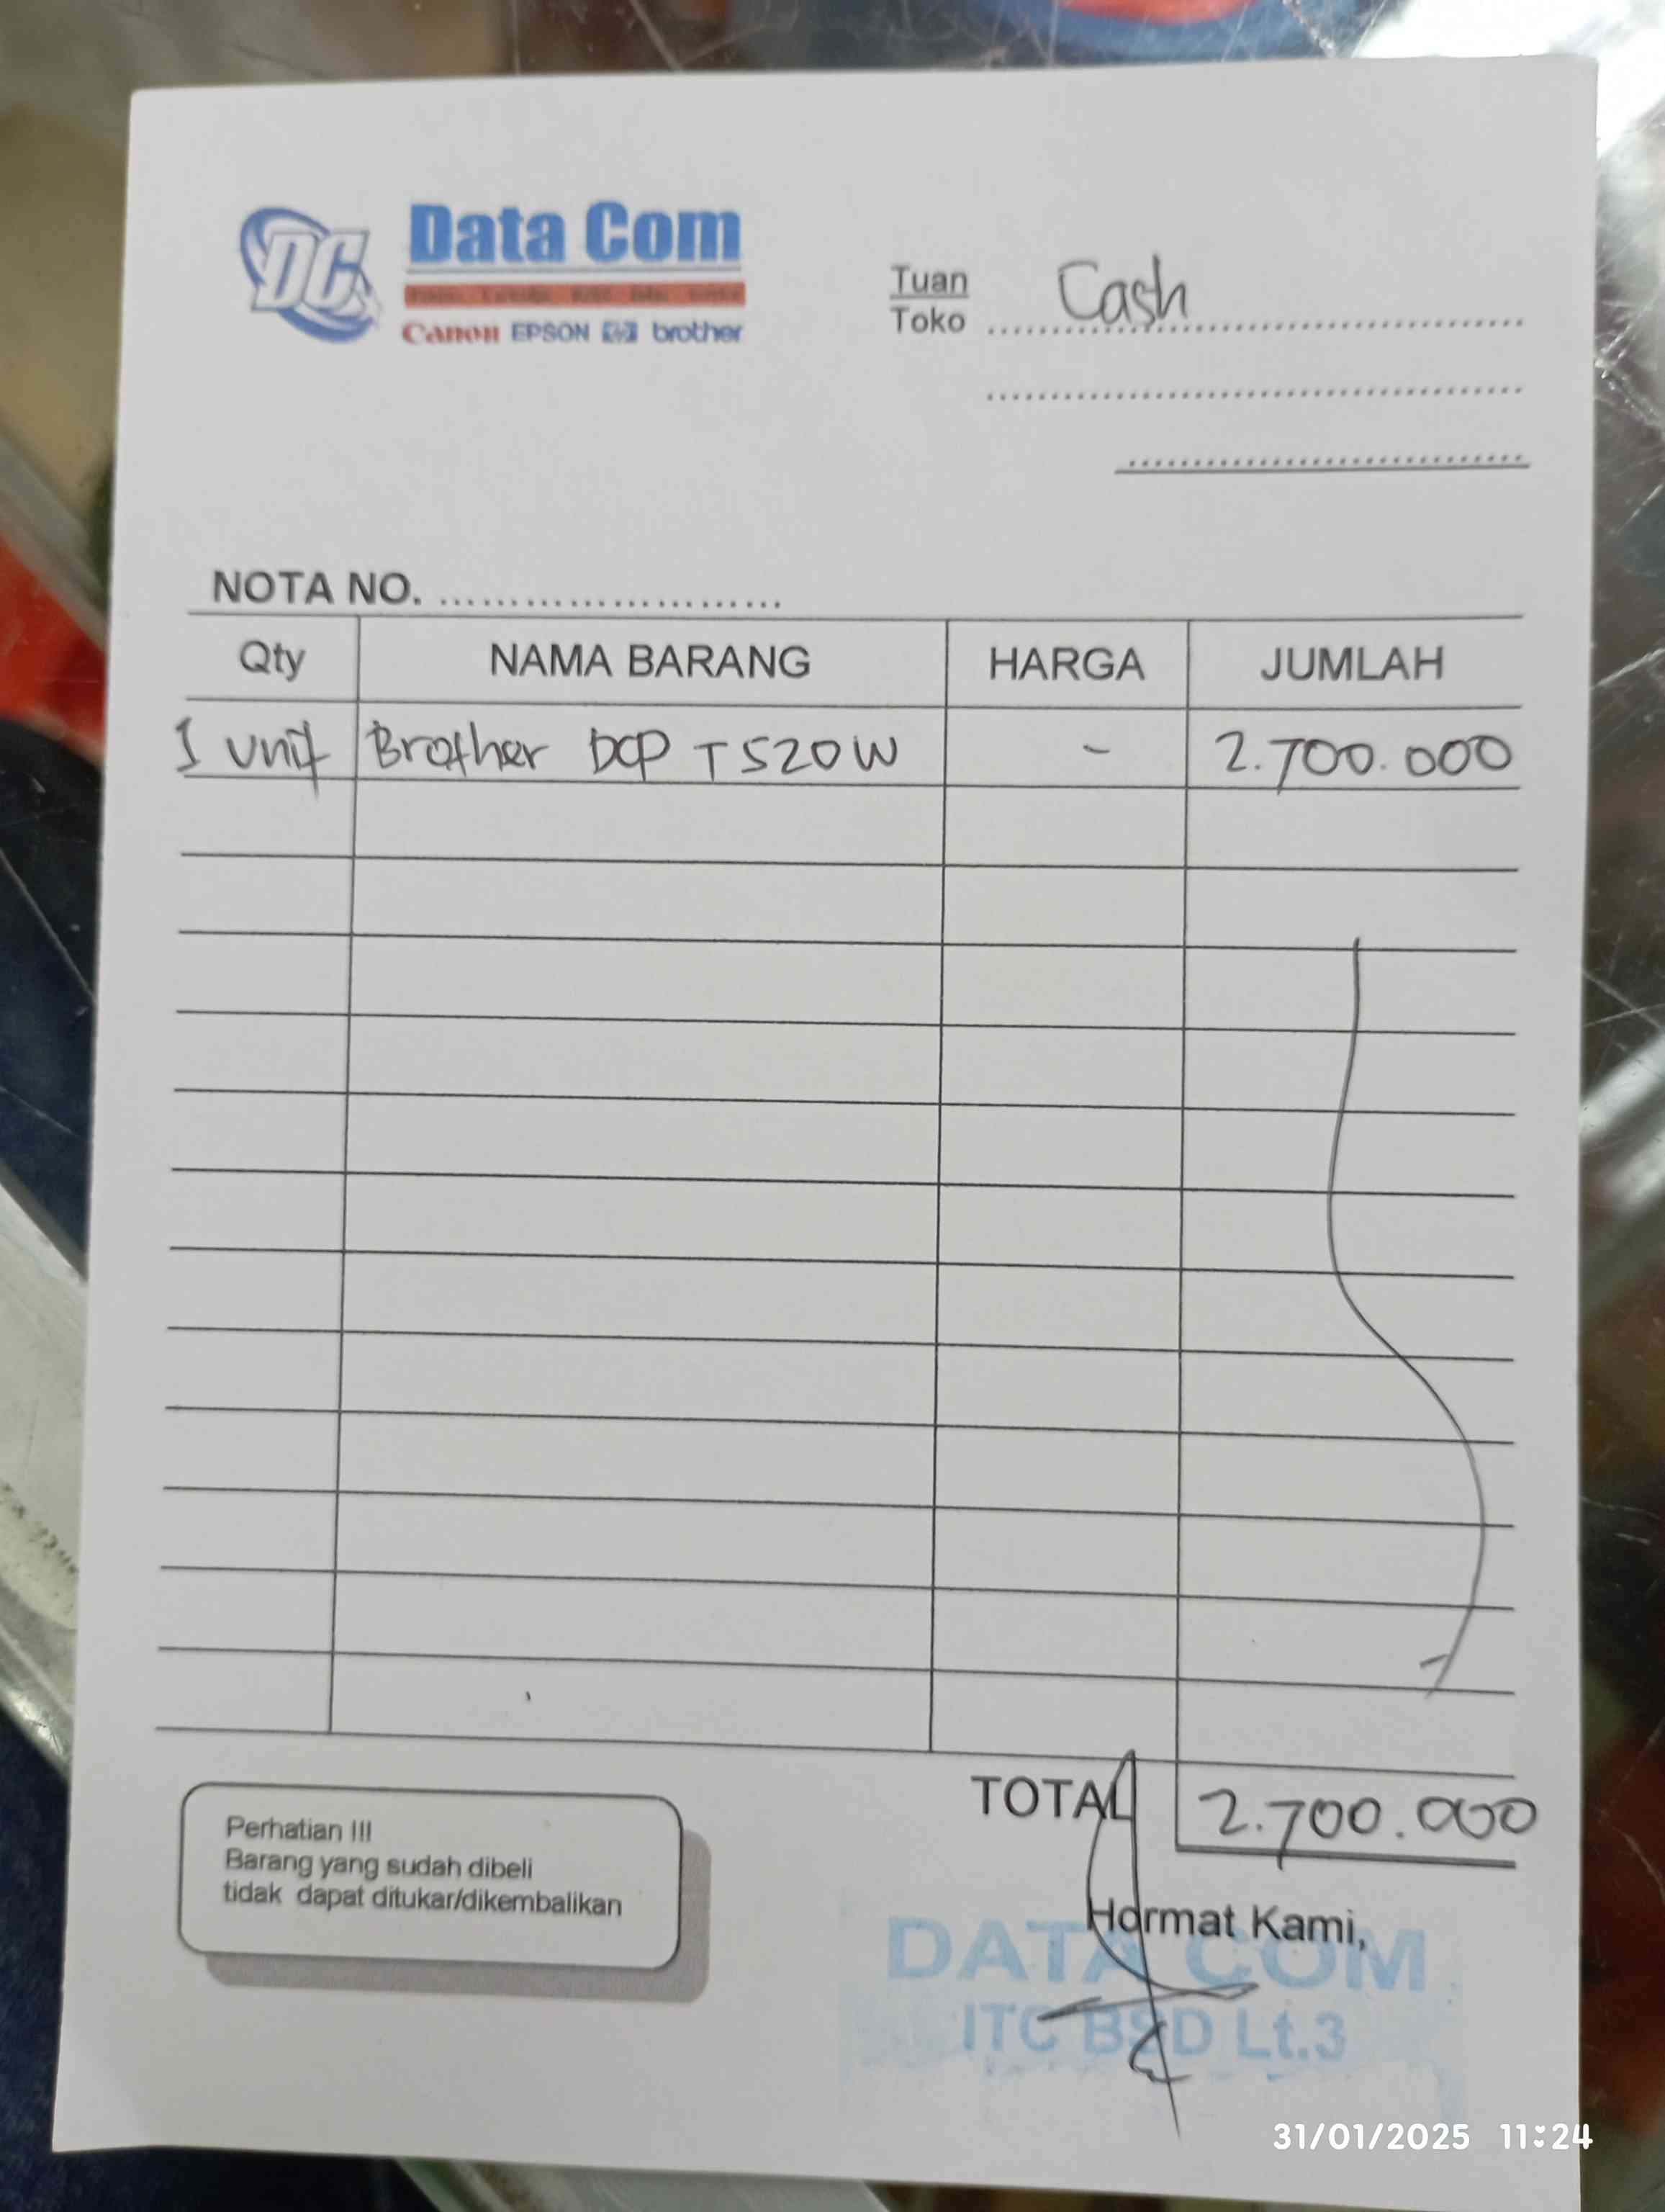 DC
Data Com
Canon EPSON hp brother
Tuan
Toko Cash
NOTA NO.
Qty NAMA BARANG HARGA JUMLAH
1 unit Brother DCP T520W - 2.700.000
TOTAL 2.700.000
Perhatian !!!
Barang yang sudah dibeli
tidak dapat ditukar/dikembalikan
Hormat Kami,
DATA COM
ITC BSD Lt.3
31/01/2025 11:24